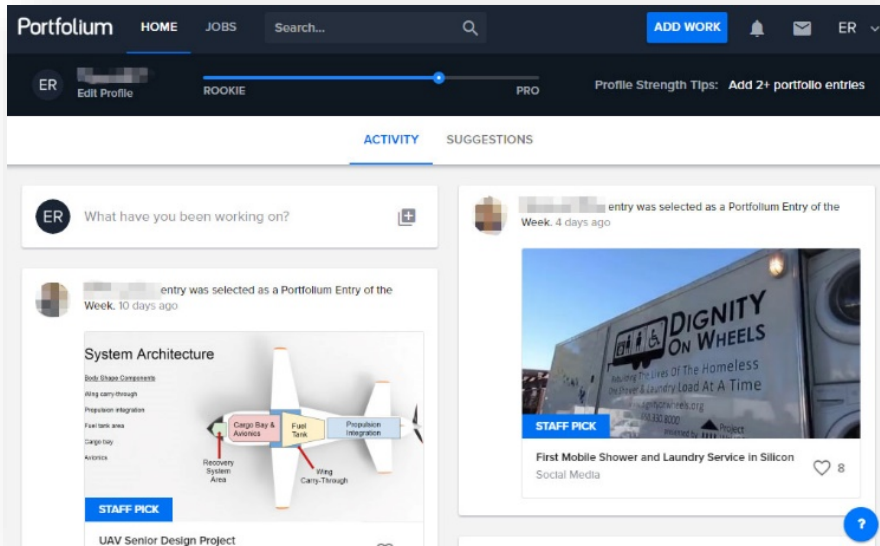 Portfolium HOME JOBS Search... ADD WORK ER
ER
Edit Profile
ROOKIE PRO
Profile Strength Tips: Add 2+ portfolio entries
ACTIVITY SUGGESTIONS
ER What have you been working on?
entry was selected as a Portfolium Entry of the
Week. 10 days ago
System Architecture
Body Shape Components
Wing carry-through
Propulsion integration
Fuel tank area
Cargo bay
Avionics
Cargo Bay &
Avionics
Fuel
Tank
Propulsion
Integration
Recovery
System
Area
Wing
Carry-Through
STAFF PICK
UAV Senior Design Project
entry was selected as a Portfolium Entry of the
Week. 4 days ago
DIGNITY
ON WHEELS
The Lives Of The Homeless
One Shower & Laundry Load At A Time
Project
STAFF PICK
First Mobile Shower and Laundry Service in Silicon
Social Media
8
?